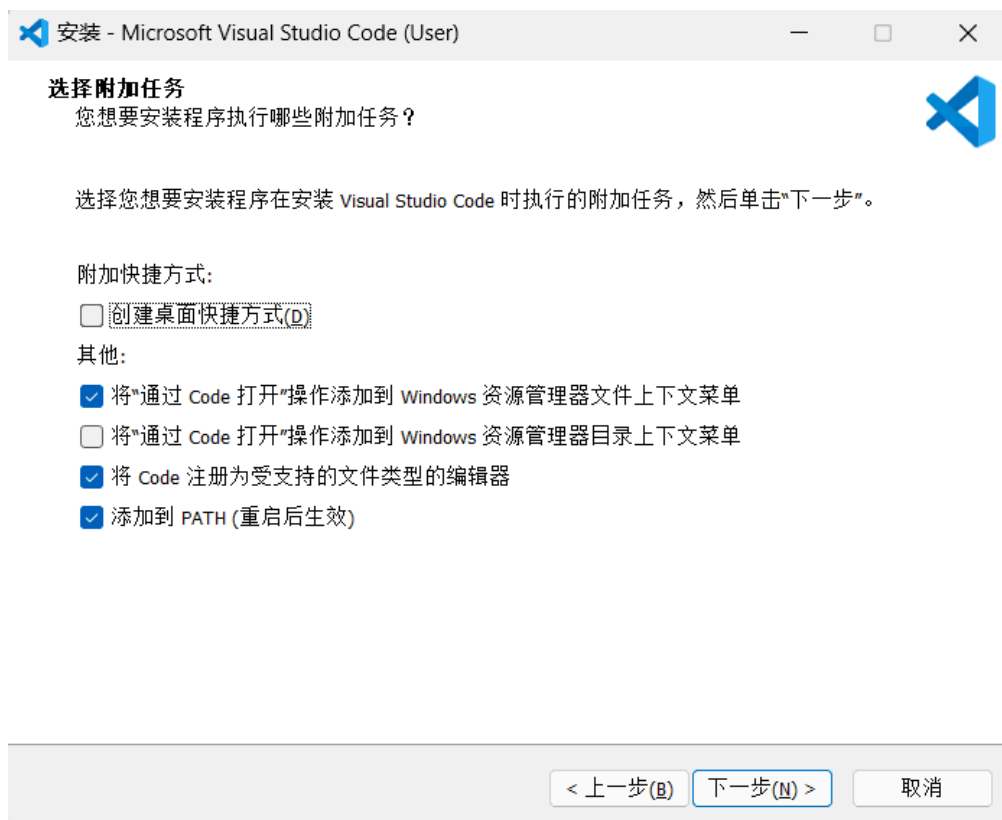 安装 - Microsoft Visual Studio Code (User)
选择附加任务
您想要安装程序执行哪些附加任务？
选择您想要安装程序在安装 Visual Studio Code 时执行的附加任务，然后单击“下一步”。
附加快捷方式:
创建桌面快捷方式(D)
其他:
将“通过 Code 打开”操作添加到 Windows 资源管理器文件上下文菜单
将“通过 Code 打开”操作添加到 Windows 资源管理器目录上下文菜单
将 Code 注册为受支持的文件类型的编辑器
添加到 PATH (重启后生效)
< 上一步(B) 下一步(N) > 取消